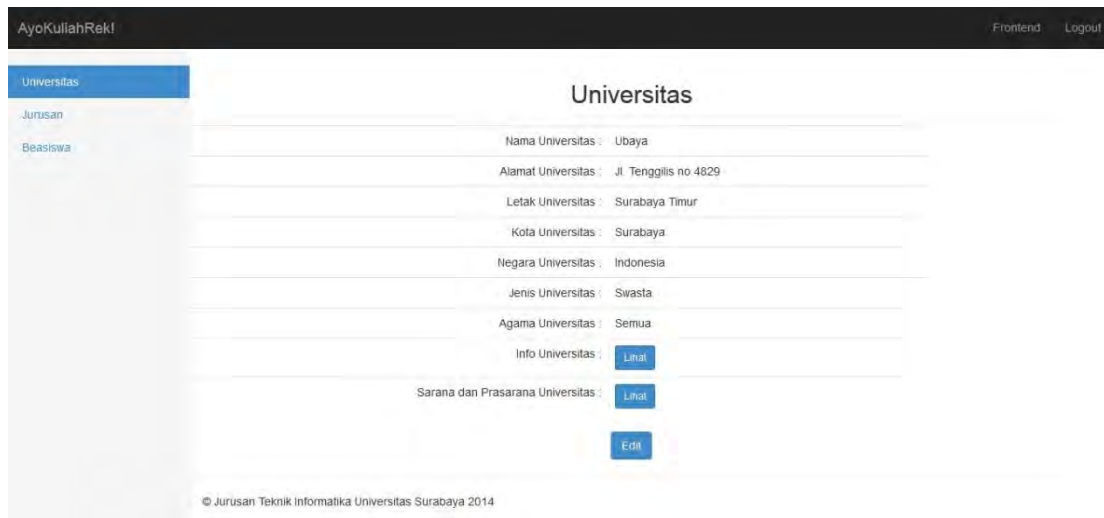 AyoKuliahRek!
Frontend Logout
Universitas
Jurusan
Beasiswa
Universitas
Nama Universitas : Ubaya
Alamat Universitas : Jl. Tenggilis no 4829
Letak Universitas : Surabaya Timur
Kota Universitas : Surabaya
Negara Universitas : Indonesia
Jenis Universitas : Swasta
Agama Universitas : Semua
Info Universitas : Lihat
Sarana dan Prasarana Universitas : Lihat
Edit
© Jurusan Teknik Informatika Universitas Surabaya 2014